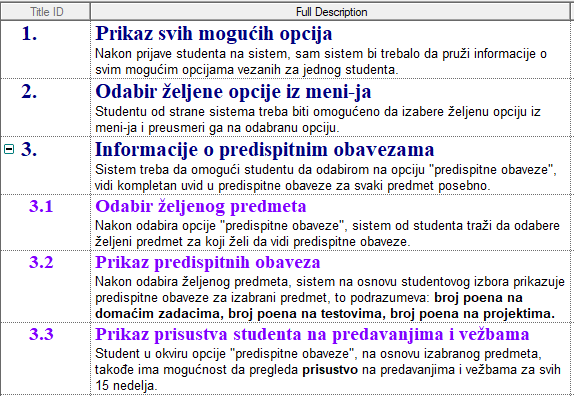 Title ID Full Description
1. Prikaz svih mogućih opcija
Nakon prijave studenta na sistem, sam sistem bi trebalo da pruži informacije o
svim mogućim opcijama vezanih za jednog studenta.
2. Odabir željene opcije iz meni-ja
Studentu od strane sistema treba biti omogućeno da izabere željenu opciju iz
meni-ja i preusmeri ga na odabranu opciju.
3. Informacije o predispitnim obavezama
Sistem treba da omogući studentu da odabirom na opciju "predispitne obaveze",
vidi kompletan uvid u predispitne obaveze za svaki predmet posebno.
3.1 Odabir željenog predmeta
Nakon odabira opcije "predispitne obaveze", sistem od studenta traži da odabere
željeni predmet za koji želi da vidi predispitne obaveze.
3.2 Prikaz predispitnih obaveza
Nakon odabira željenog predmeta, sistem na osnovu studentovog izbora prikazuje
predispitne obaveze za izabrani predmet, to podrazumeva: broj poena na
domaćim zadacima, broj poena na testovima, broj poena na projektima.
3.3 Prikaz prisustva studenta na predavanjima i vežbama
Student u okviru opcije "predispitne obaveze", na osnovu izabranog predmeta,
takođe ima mogućnost da pregleda prisustvo na predavanjima i vežbama za svih
15 nedelja.